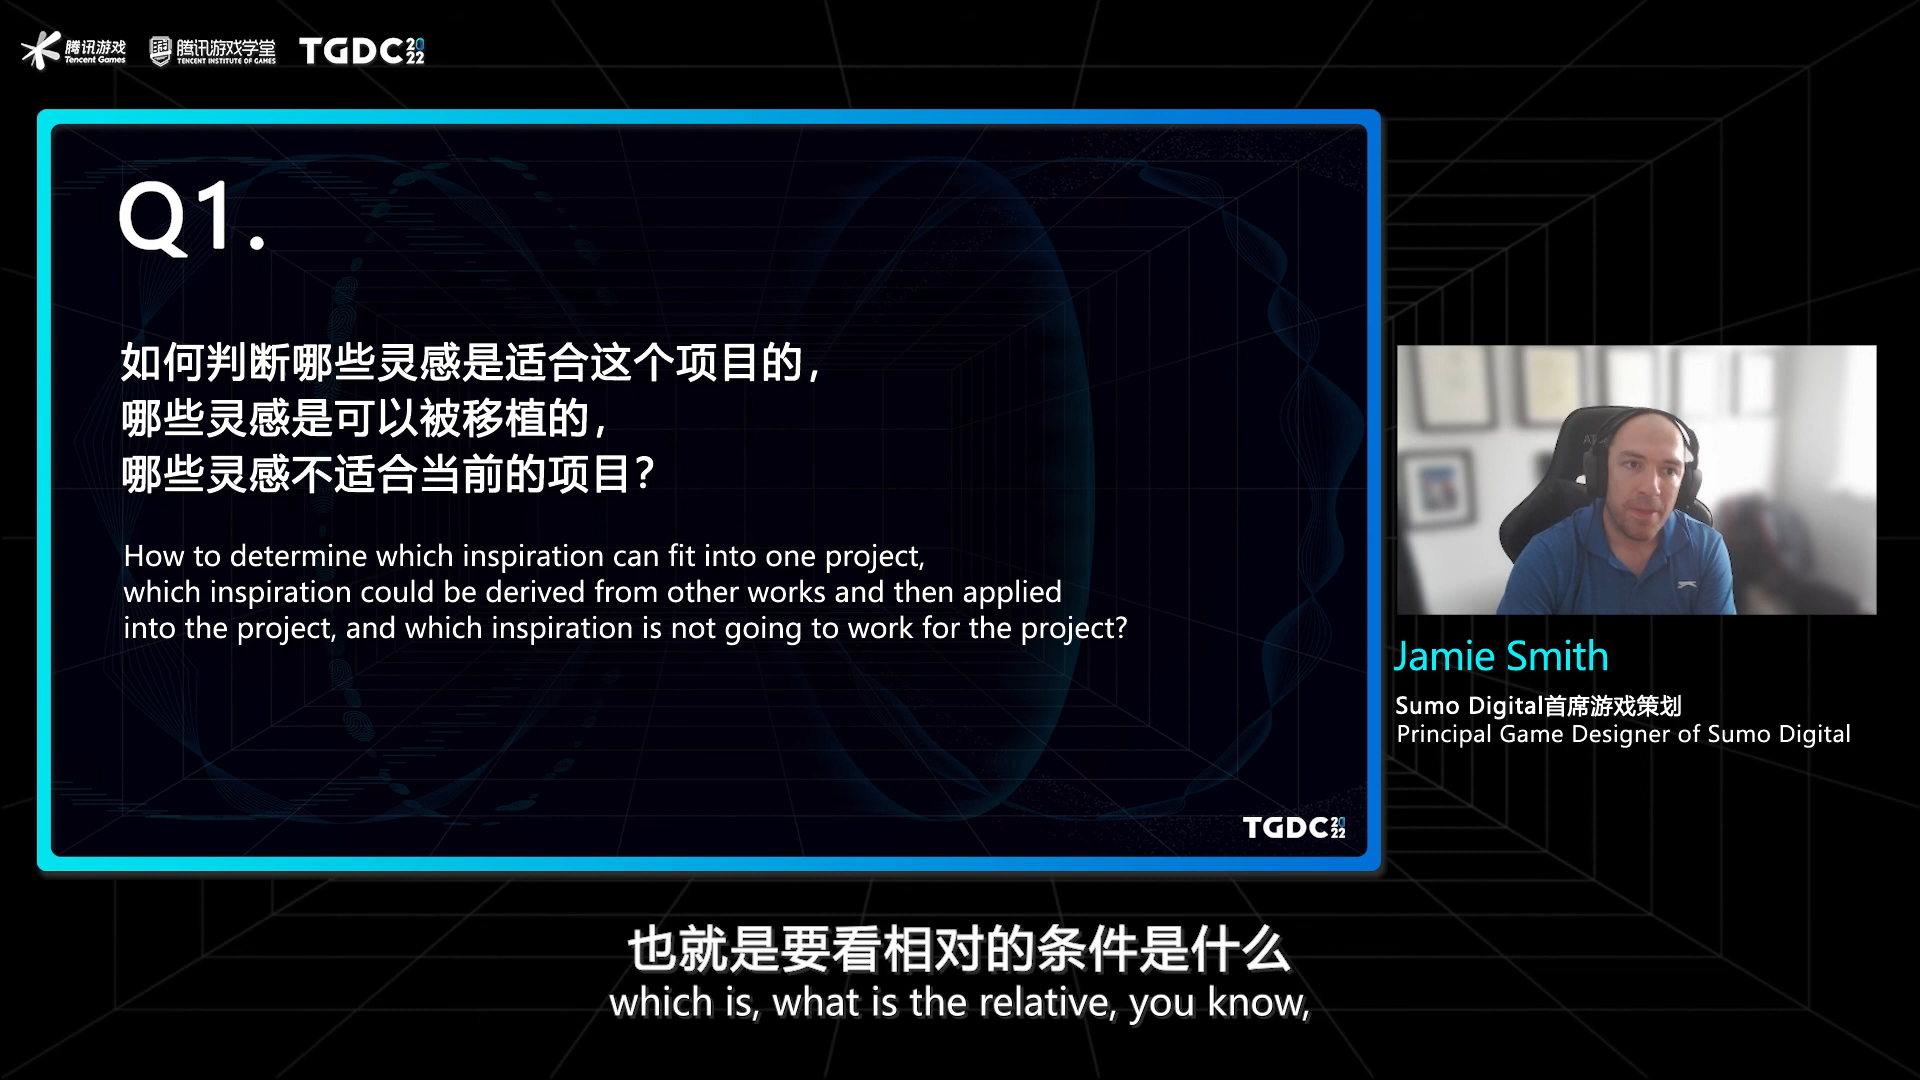 腾讯游戏
Tencent Games
腾讯游戏学堂
TENCENT INSTITUTE OF GAMES
TGDC 2022
Q1.
如何判断哪些灵感是适合这个项目的，
哪些灵感是可以被移植的，
哪些灵感不适合当前的项目？
How to determine which inspiration can fit into one project,
which inspiration could be derived from other works and then applied
into the project, and which inspiration is not going to work for the project?
TGDC 2022
Jamie Smith
Sumo Digital首席游戏策划
Principal Game Designer of Sumo Digital
也就是要看相对的条件是什么
which is, what is the relative, you know,